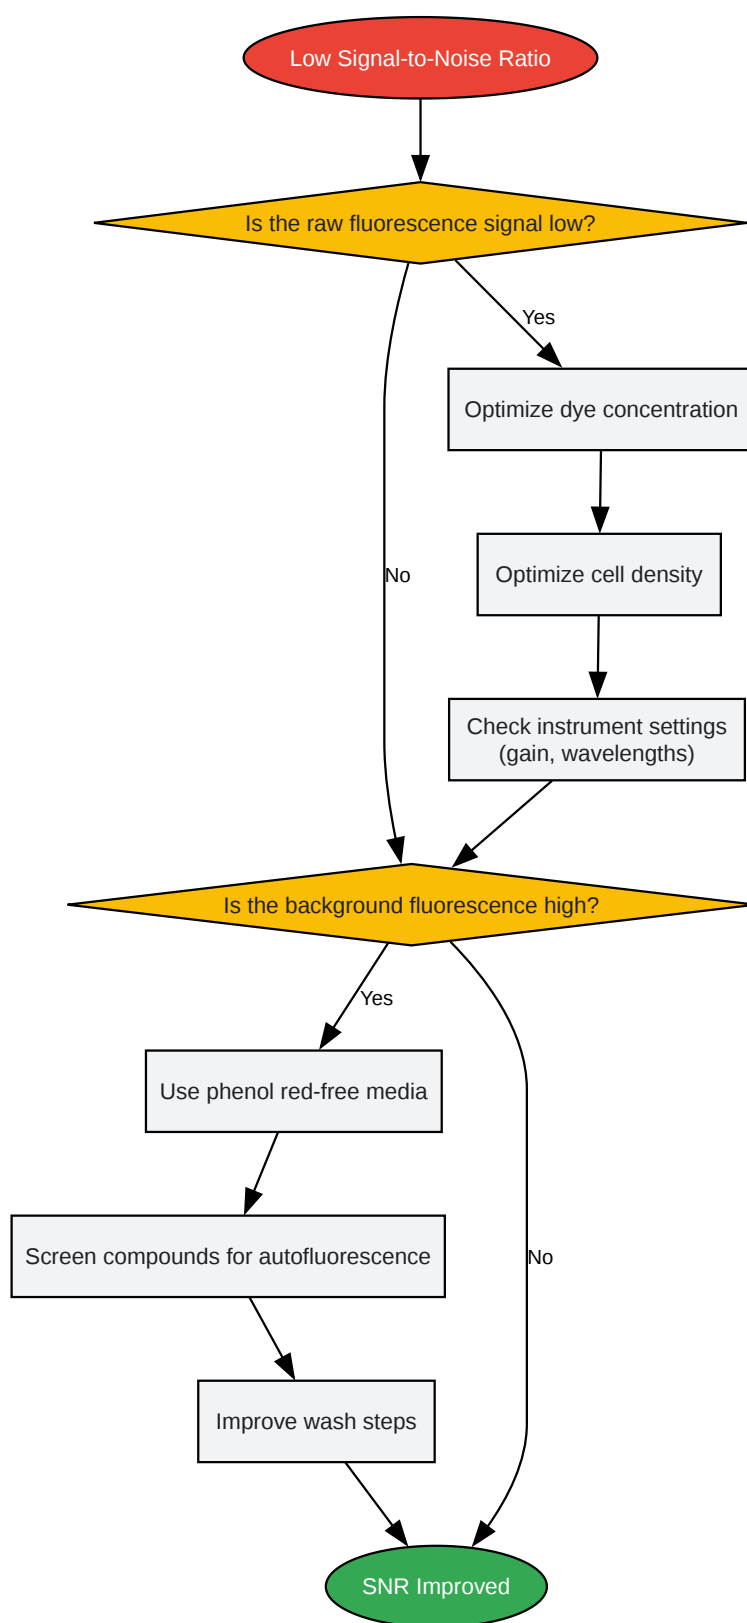 Low Signal-to-Noise Ratio
Is the raw fluorescence signal low?
Yes
Optimize dye concentration
No
Optimize cell density
Check instrument settings
(gain, wavelengths)
Is the background fluorescence high?
Yes
Use phenol red-free media
Screen compounds for autofluorescence
No
Improve wash steps
SNR Improved